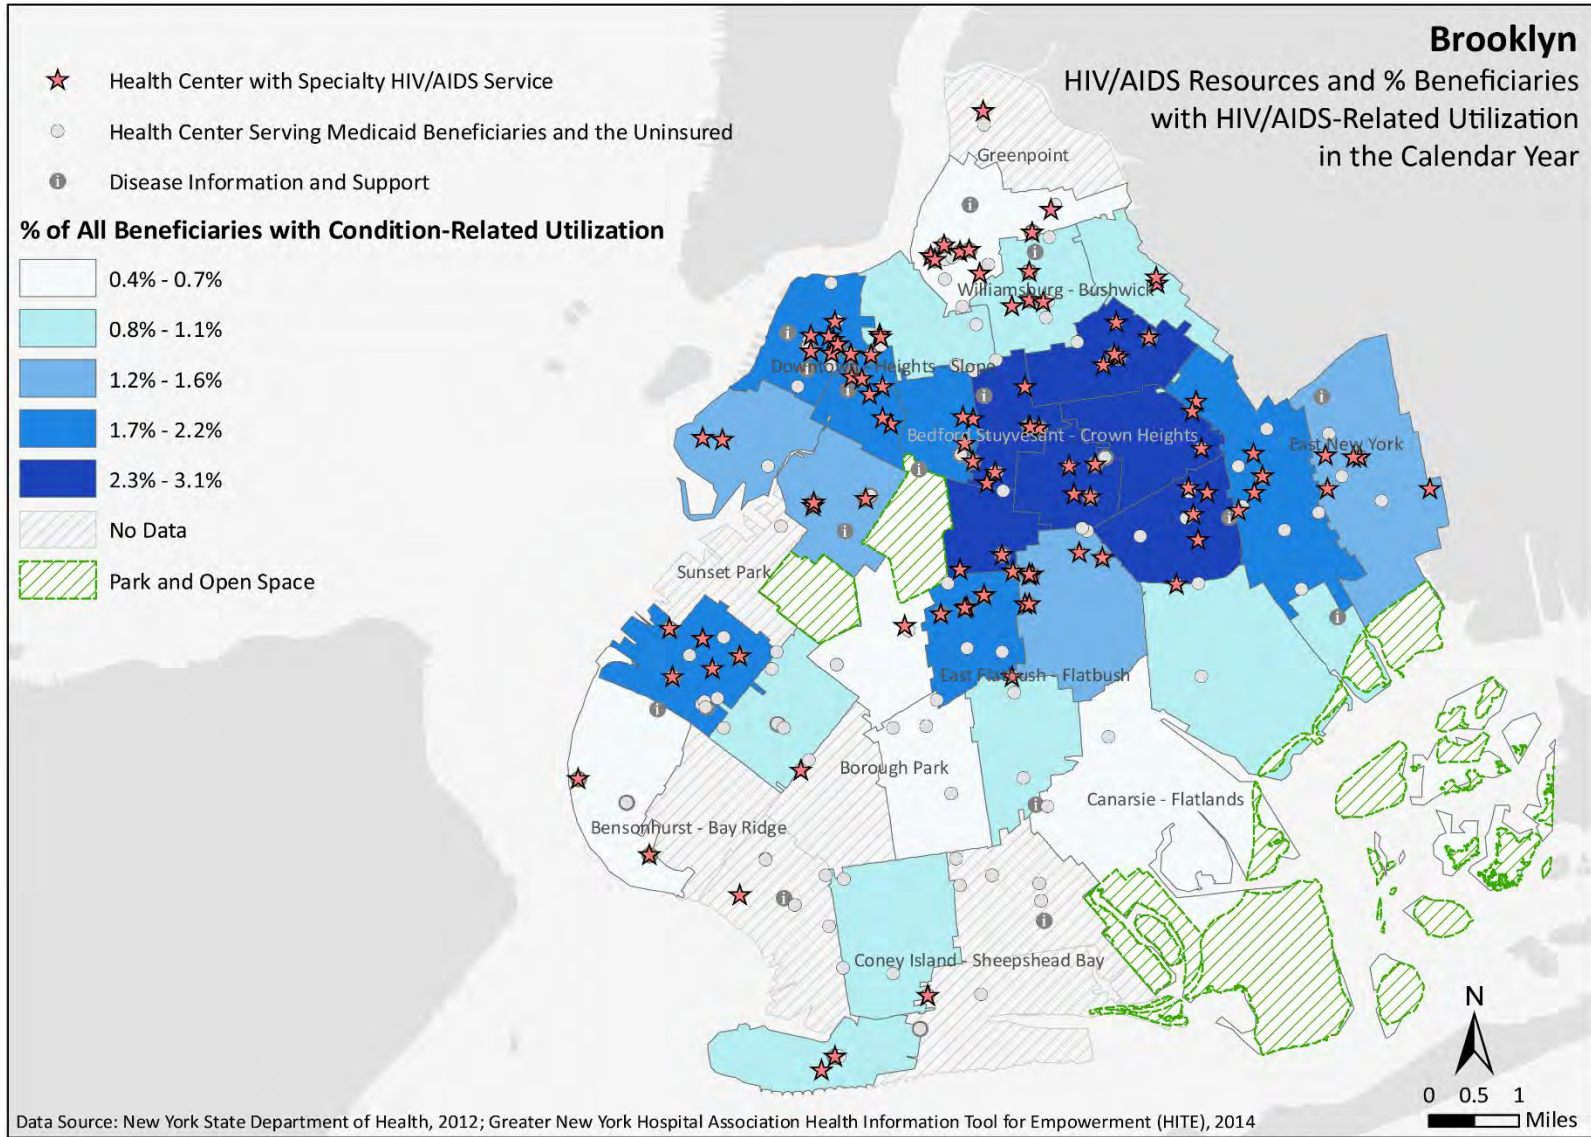 Brooklyn
HIV/AIDS Resources and % Beneficiaries
with HIV/AIDS-Related Utilization
in the Calendar Year
Health Center with Specialty HIV/AIDS Service
Health Center Serving Medicaid Beneficiaries and the Uninsured
Disease Information and Support
% of All Beneficiaries with Condition-Related Utilization
0.4% - 0.7%
0.8% - 1.1%
1.2% - 1.6%
1.7% - 2.2%
2.3% - 3.1%
No Data
Park and Open Space
Greenpoint
Williamsburg - Bushwick
Downtown - Heights - Slope
Bedford Stuyvesant - Crown Heights
East New York
Sunset Park
East Flatbush - Flatbush
Borough Park
Canarsie - Flatlands
Bensonhurst - Bay Ridge
Coney Island - Sheepshead Bay
N
0 0.5 1
Miles
Data Source: New York State Department of Health, 2012; Greater New York Hospital Association Health Information Tool for Empowerment (HITE), 2014